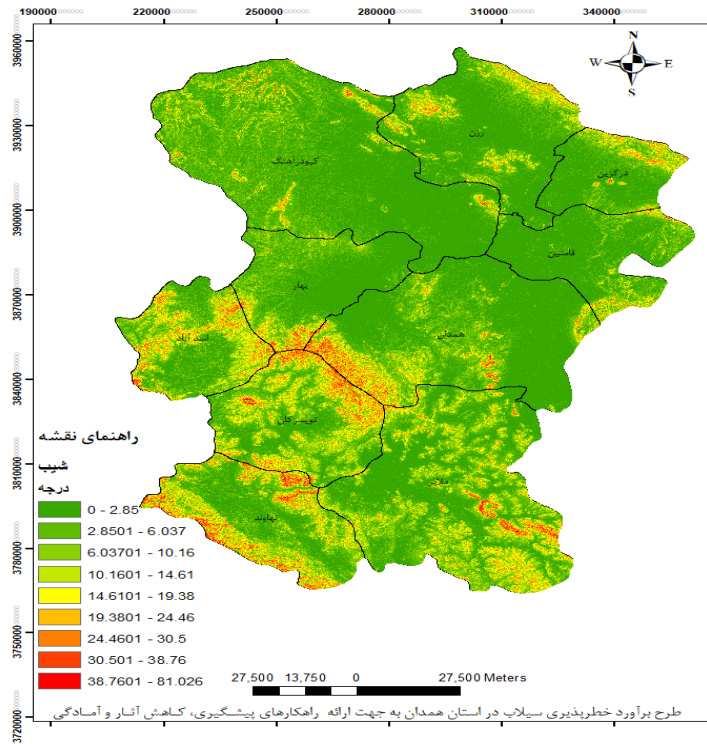 190000 220000 250000 280000 310000 340000
N
W E
S
3960000
3930000
3900000
3870000
3840000
3810000
3780000
3750000
3720000
رزن
کبودراهنگ
درگزین
فامنین
بهار
همدان
اسد آباد
تویسرکان
ملایر
نهاوند
راهنمای نقشه
شیب
درجه
0 - 2.85
2.8501 - 6.037
6.03701 - 10.16
10.1601 - 14.61
14.6101 - 19.38
19.3801 - 24.46
24.4601 - 30.5
30.501 - 38.76
38.7601 - 81.026
27,500 13,750 0 27,500 Meters
طرح برآورد خطرپذیری سیلاب در استان همدان به جهت ارائه راهکارهای پیشگیری، کاهش آثار و آمادگی